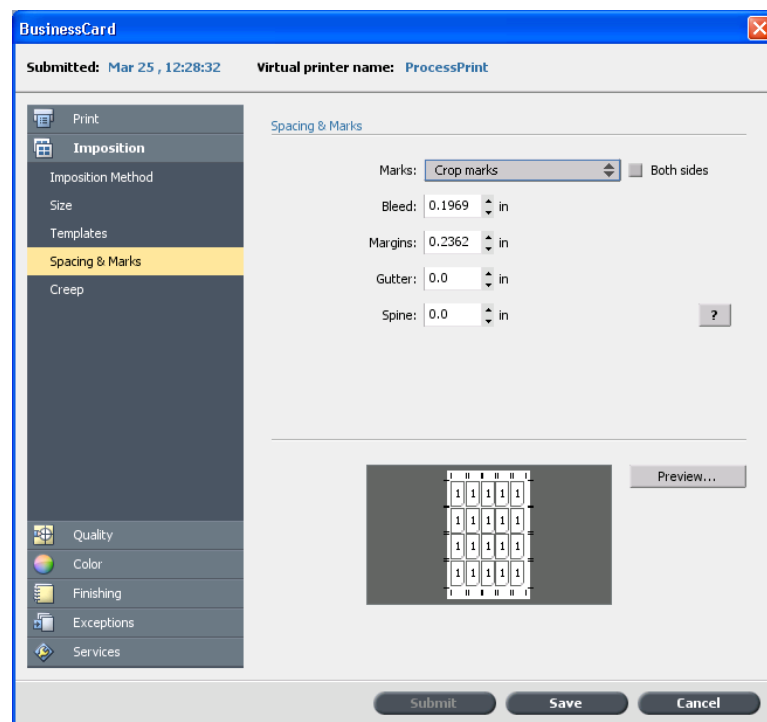 BusinessCard
Submitted: Mar 25 , 12:28:32 Virtual printer name: ProcessPrint
Print
Imposition
Imposition Method
Size
Templates
Spacing & Marks
Creep
Quality
Color
Finishing
Exceptions
Services
Spacing & Marks
Marks: Crop marks Both sides
Bleed: 0.1969 in
Margins: 0.2362 in
Gutter: 0.0 in
Spine: 0.0 in ?
1 1 1 1 1
1 1 1 1 1
1 1 1 1 1
1 1 1 1 1
Preview...
Submit Save Cancel